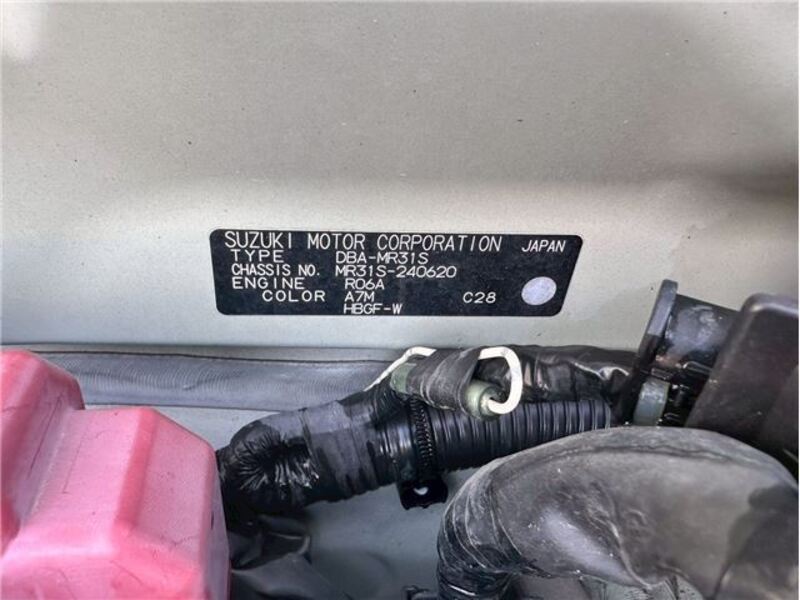 SUZUKI MOTOR CORPORATION JAPAN
TYPE DBA-MR31S
CHASSIS NO. MR31S-240620
ENGINE R06A
COLOR A7M C28
HBGF-W